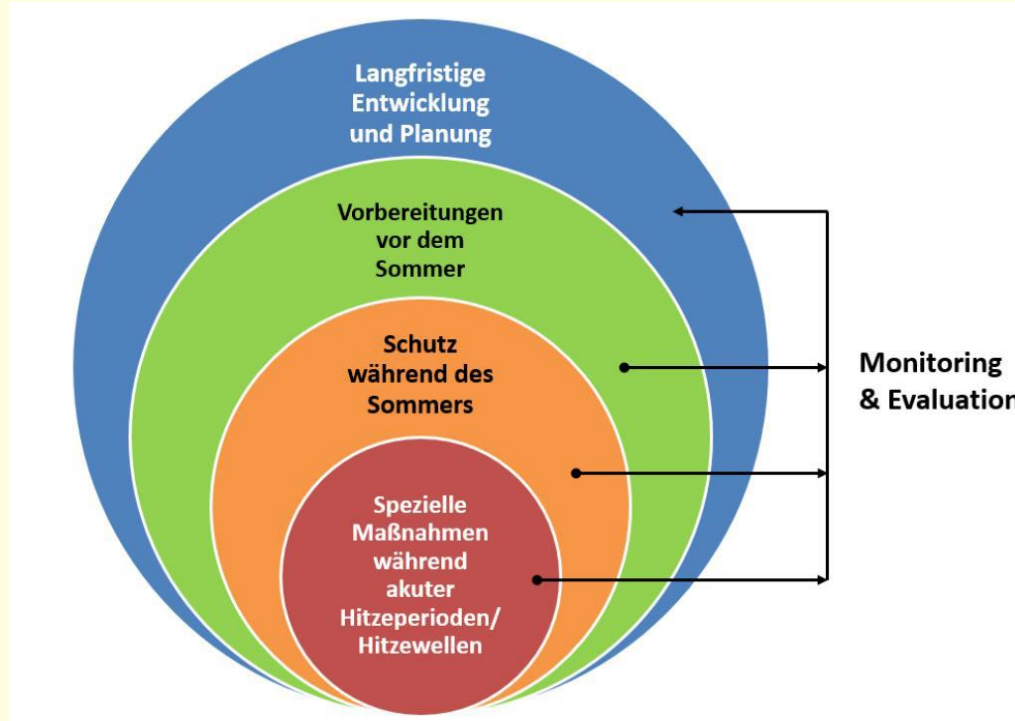 Langfristige
Entwicklung
und Planung
Vorbereitungen
vor dem
Sommer
Schutz
während des
Sommers
Spezielle
Maßnahmen
während
akuter
Hitzeperioden/
Hitzewellen
Monitoring
& Evaluation